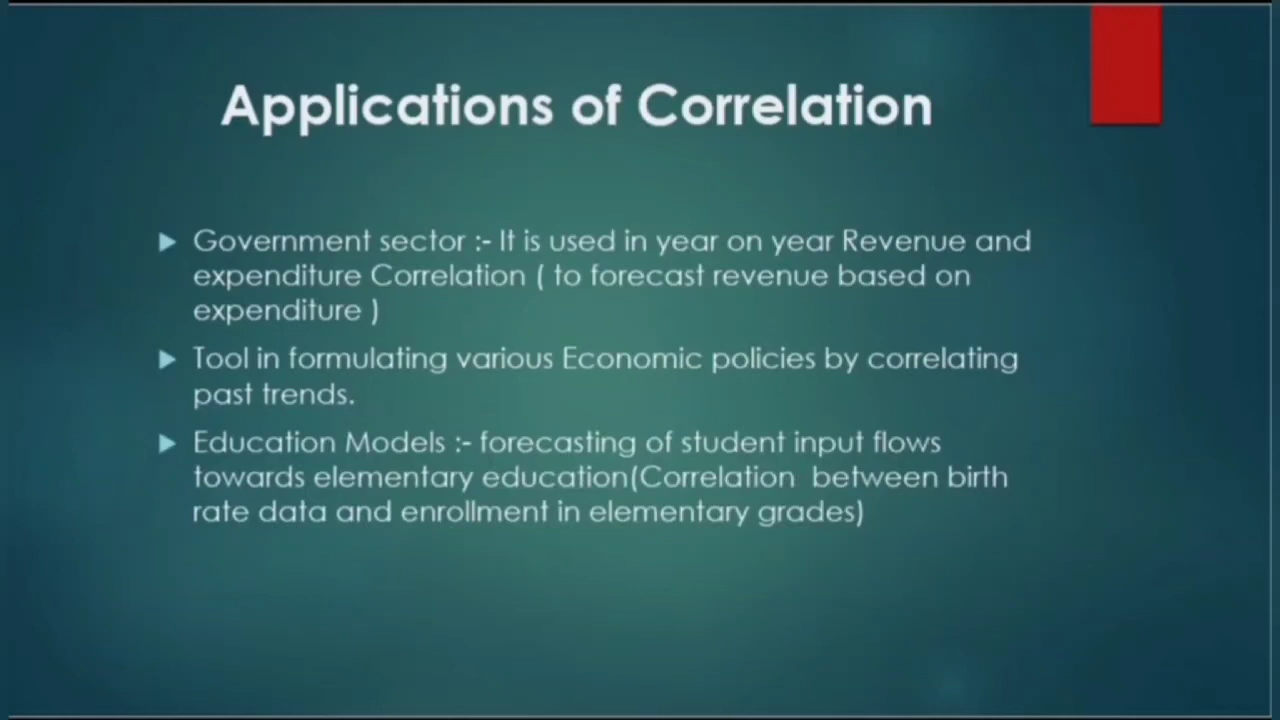 Applications of Correlation
Government sector :- It is used in year on year Revenue and
expenditure Correlation ( to forecast revenue based on
expenditure )
Tool in formulating various Economic policies by correlating
past trends.
Education Models :- forecasting of student input flows
towards elementary education(Correlation  between birth
rate data and enrollment in elementary grades)